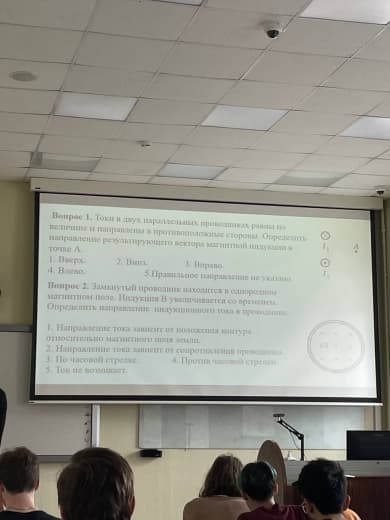 Вопрос 1. Токи в двух параллельных проводниках равны по
величине и направлены в противоположные стороны. Определить
направление результирующего вектора магнитной индукции в
точке А.
1. Вверх. 2. Вниз. 3. Вправо.
4. Влево. 5. Правильное направление не указано
I₁ A
I₂
Вопрос 2. Замкнутый проводник находится в однородном
магнитном поле. Индукция В увеличивается со временем.
Определить направление индукционного тока в проводнике.
1. Направление тока зависит от положения контура
относительно магнитного поля земли.
2. Направление тока зависит от сопротивления проводника.
3. По часовой стрелке. 4. Против часовой стрелки.
5. Ток не возникает.